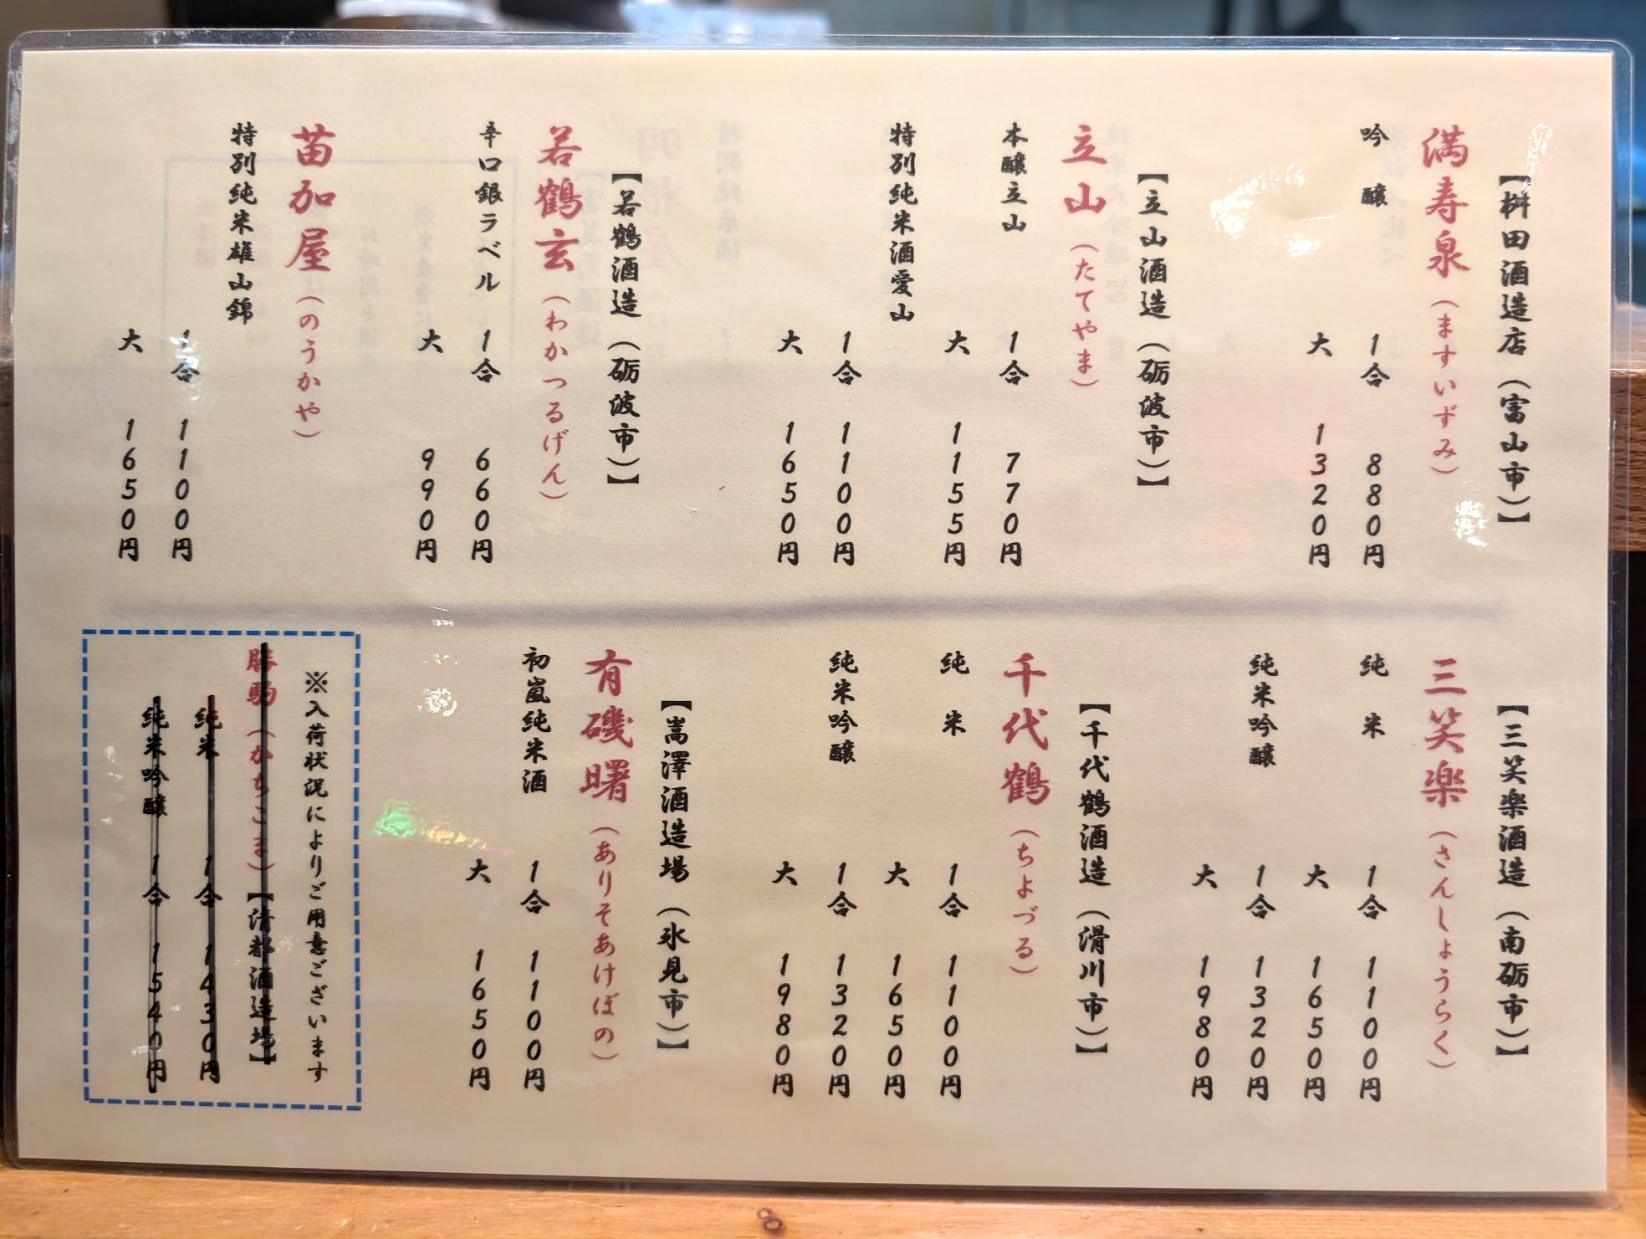 【桝田酒造店（富山市）】
満寿泉（ますいずみ）
吟醸 1合 880円
大 1320円
【立山酒造（砺波市）】
立山（たてやま）
本醸立山 1合 770円
大 1155円
特別純米酒愛山 1合 1100円
大 1650円
【若鶴酒造（砺波市）】
若鶴玄（わかつるげん）
辛口銀ラベル 1合 660円
大 990円
苗加屋（のうかや）
特別純米雄山錦 1合 1100円
大 1650円
【三笑楽酒造（南砺市）】
三笑楽（さんしょうらく）
純米 1合 1100円
大 1650円
純米吟醸 1合 1320円
大 1980円
【千代鶴酒造（滑川市）】
千代鶴（ちよづる）
純米 1合 1100円
大 1650円
純米吟醸 1合 1320円
大 1980円
【高澤酒造場（氷見市）】
有磯曙（ありそあけぼの）
初嵐純米酒 1合 1100円
大 1650円
※入荷状況によりご用意ございます
勝駒（かちこま）【清都酒造場】
純米 1合 1430円
純米吟醸 1合 1540円